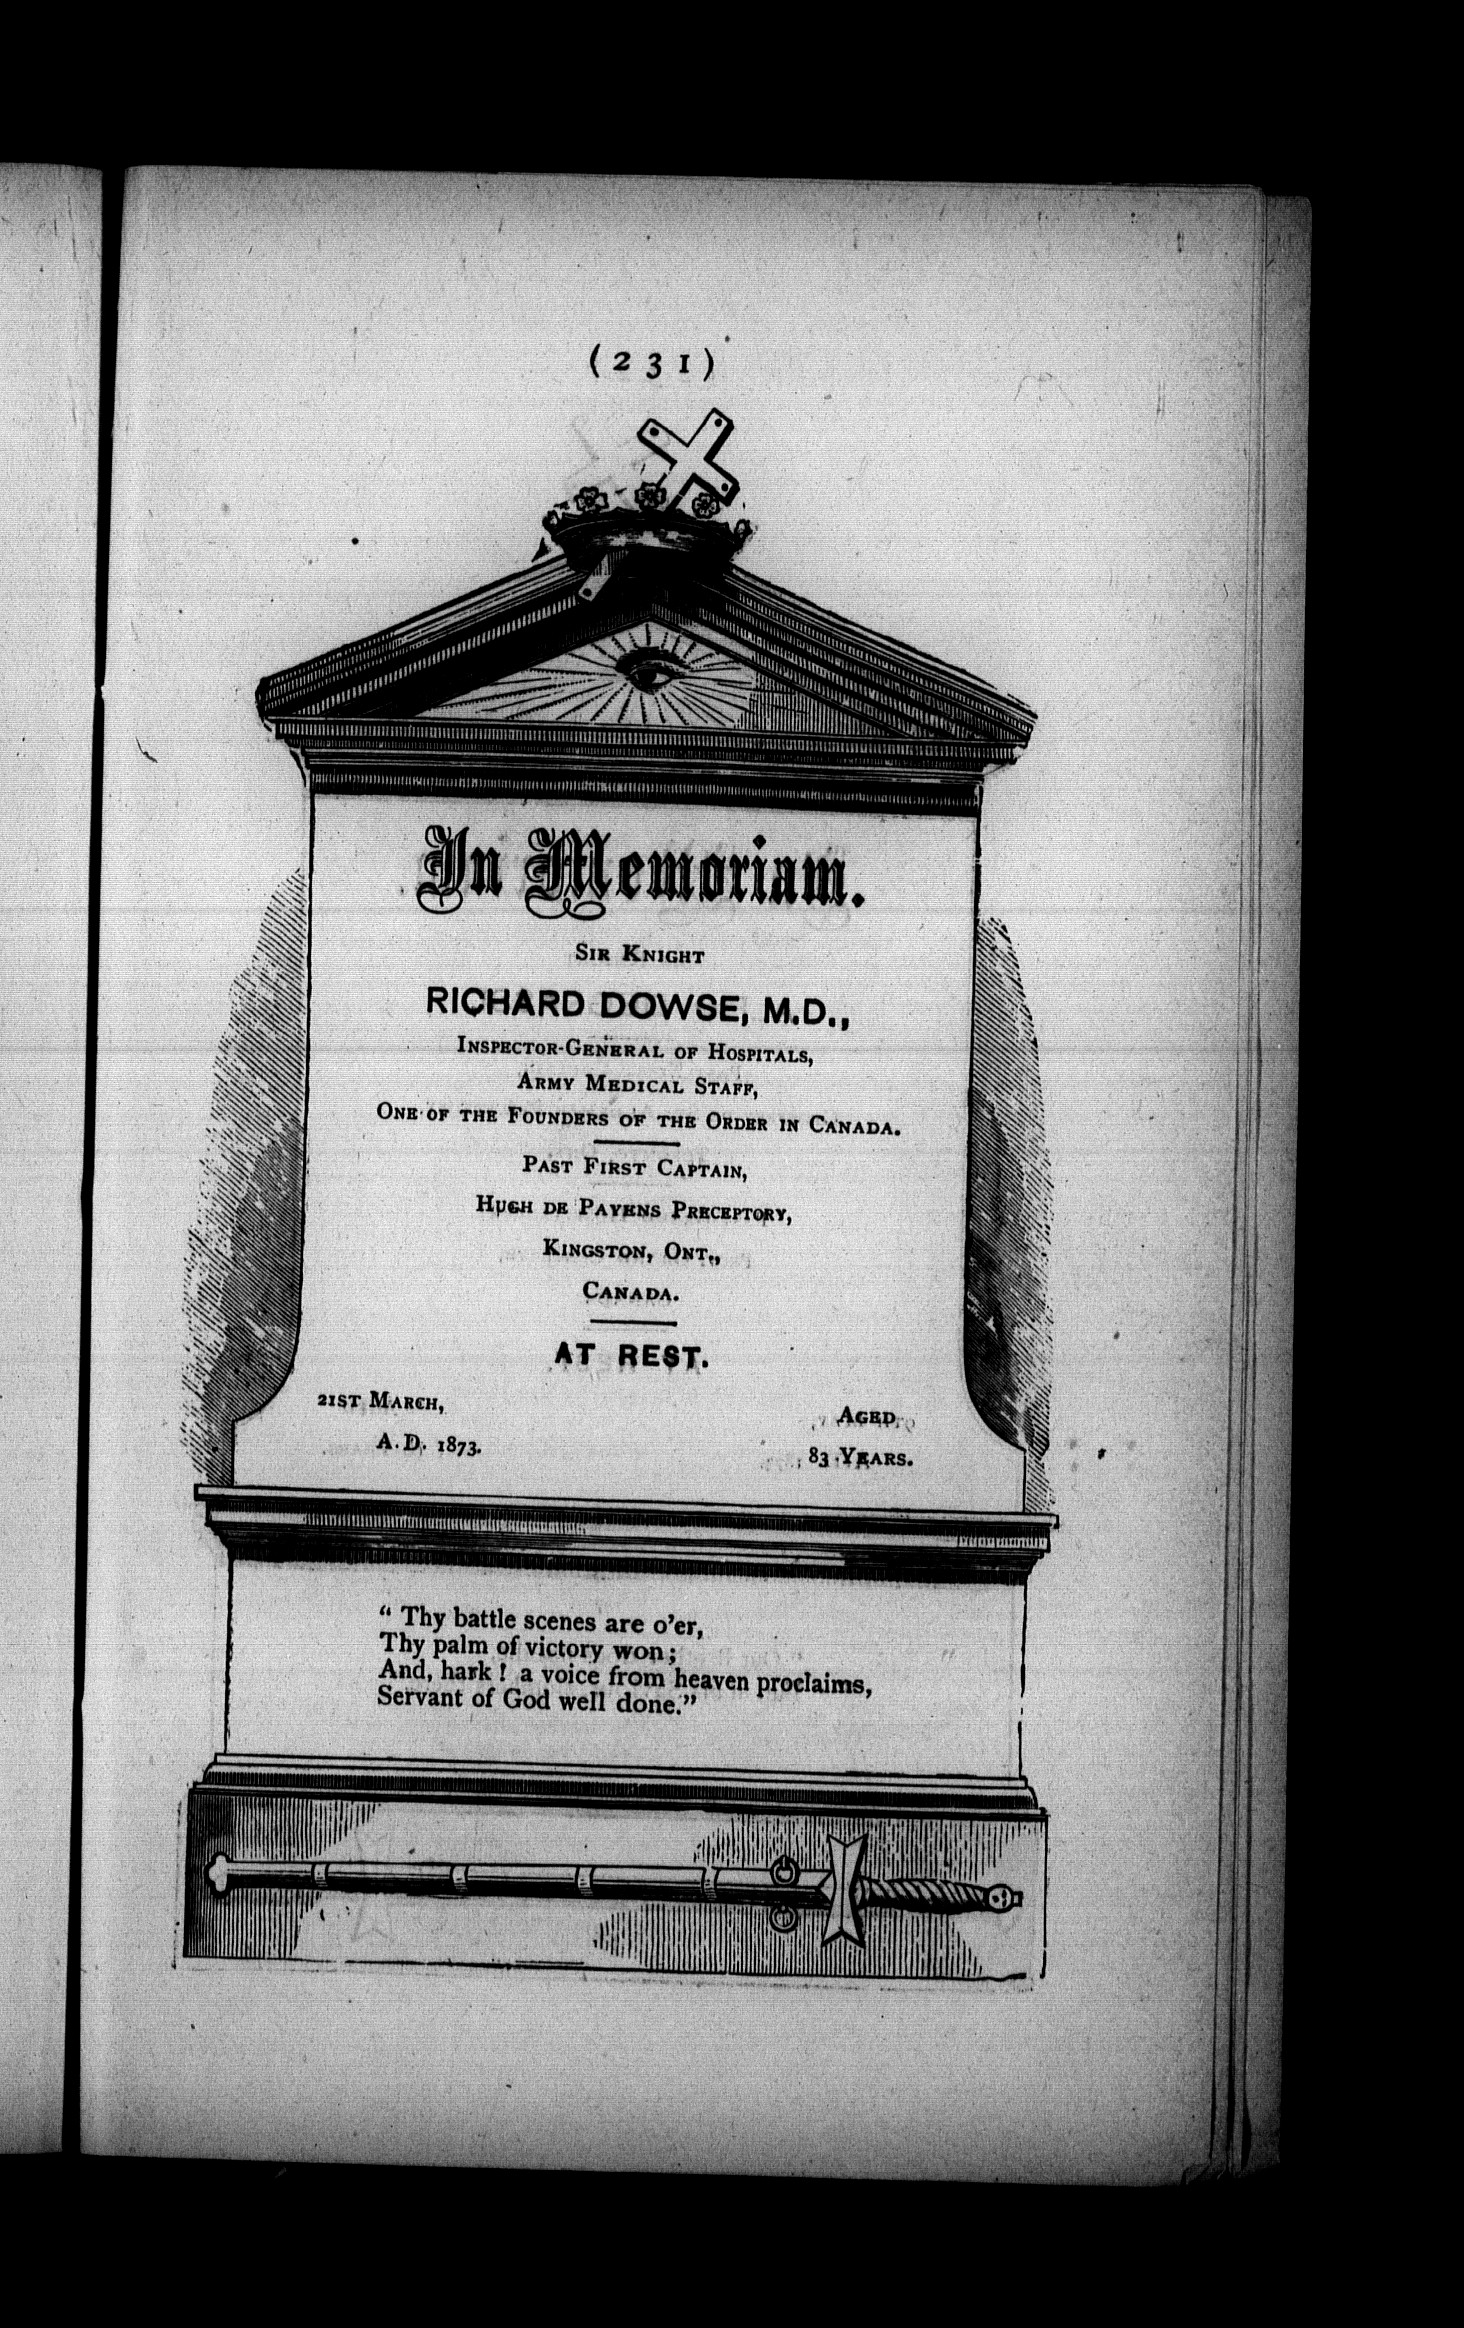 (231)
In Memoriam.
Sir Knight
RICHARD DOWSE, M.D.,
Inspector-General of Hospitals,
Army Medical Staff,
One of the Founders of the Order in Canada.
Past First Captain,
Hugh de Payens Preceptory,
Kingston, Ont.,
Canada.
AT REST.
21st March,
A.D. 1873.
Aged
83 Years.
“ Thy battle scenes are o’er,
Thy palm of victory won ;
And, hark ! a voice from heaven proclaims,
Servant of God well done.”